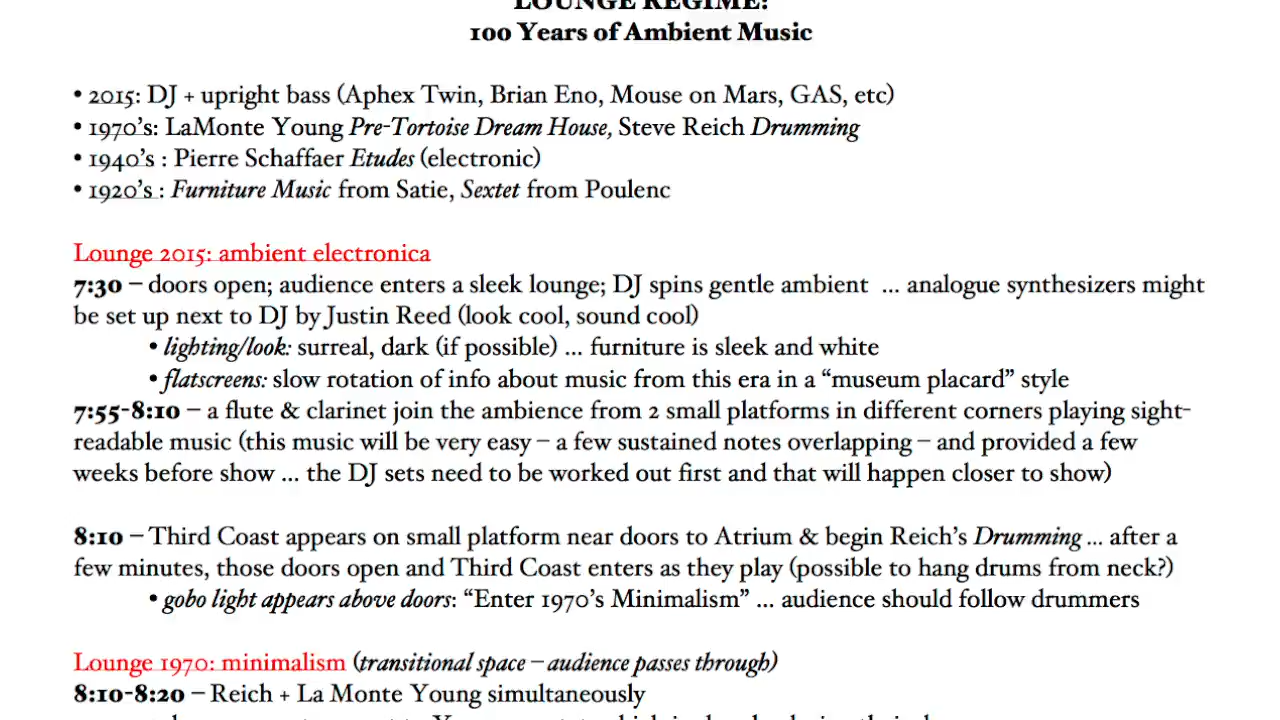 LOUNGE REGIME:
100 Years of Ambient Music
• 2015: DJ + upright bass (Aphex Twin, Brian Eno, Mouse on Mars, GAS, etc)
• 1970’s: LaMonte Young Pre-Tortoise Dream House, Steve Reich Drumming
• 1940’s : Pierre Schaffaer Etudes (electronic)
• 1920’s : Furniture Music from Satie, Sextet from Poulenc
Lounge 2015: ambient electronica
7:30 – doors open; audience enters a sleek lounge; DJ spins gentle ambient ... analogue synthesizers might
be set up next to DJ by Justin Reed (look cool, sound cool)
• lighting/look: surreal, dark (if possible) ... furniture is sleek and white
• flatscreens: slow rotation of info about music from this era in a “museum placard” style
7:55-8:10 – a flute & clarinet join the ambience from 2 small platforms in different corners playing sight-
readable music (this music will be very easy – a few sustained notes overlapping – and provided a few
weeks before show ... the DJ sets need to be worked out first and that will happen closer to show)
8:10 – Third Coast appears on small platform near doors to Atrium & begin Reich’s Drumming ... after a
few minutes, those doors open and Third Coast enters as they play (possible to hang drums from neck?)
• gobo light appears above doors: “Enter 1970’s Minimalism” ... audience should follow drummers
Lounge 1970: minimalism (transitional space – audience passes through)
8:10-8:20 – Reich + La Monte Young simultaneously